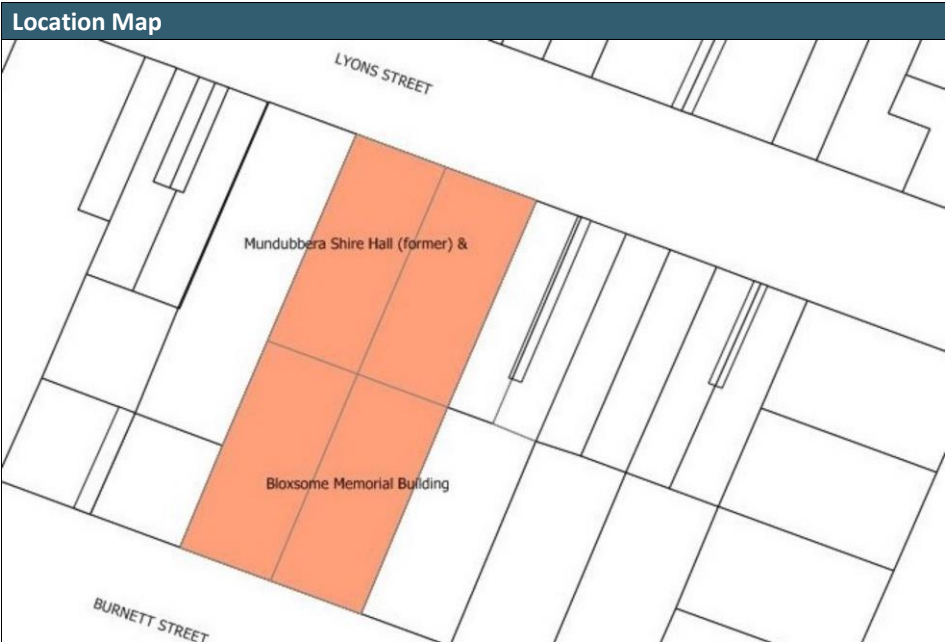 Location Map
LYONS STREET
Mundubbera Shire Hall (former) &
Bloxsome Memorial Building
BURNETT STREET